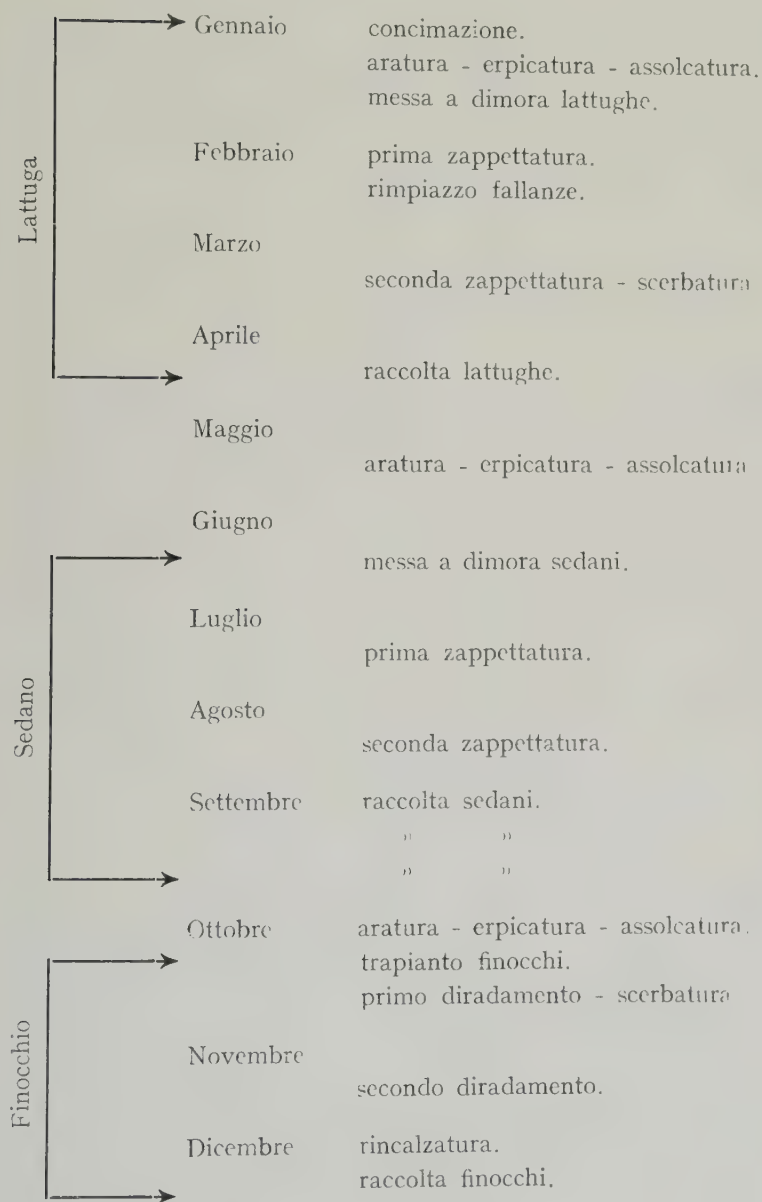 Gennaio concimazione.
aratura - erpicatura - assolcatura.
messa a dimora lattughe.
Lattuga
Febbraio prima zappettatura.
rimpiazzo fallanze.
Marzo
seconda zappettatura - scerbatura
Aprile
raccolta lattughe.
Maggio
aratura - erpicatura - assolcatura
Giugno
messa a dimora sedani.
Luglio
prima zappettatura.
Sedano
Agosto
seconda zappettatura.
Settembre raccolta sedani.
" "
" "
Ottobre aratura - erpicatura - assolcatura.
trapianto finocchi.
primo diradamento - scerbatura
Finocchio
Novembre
secondo diradamento.
Dicembre rincalzatura.
raccolta finocchi.